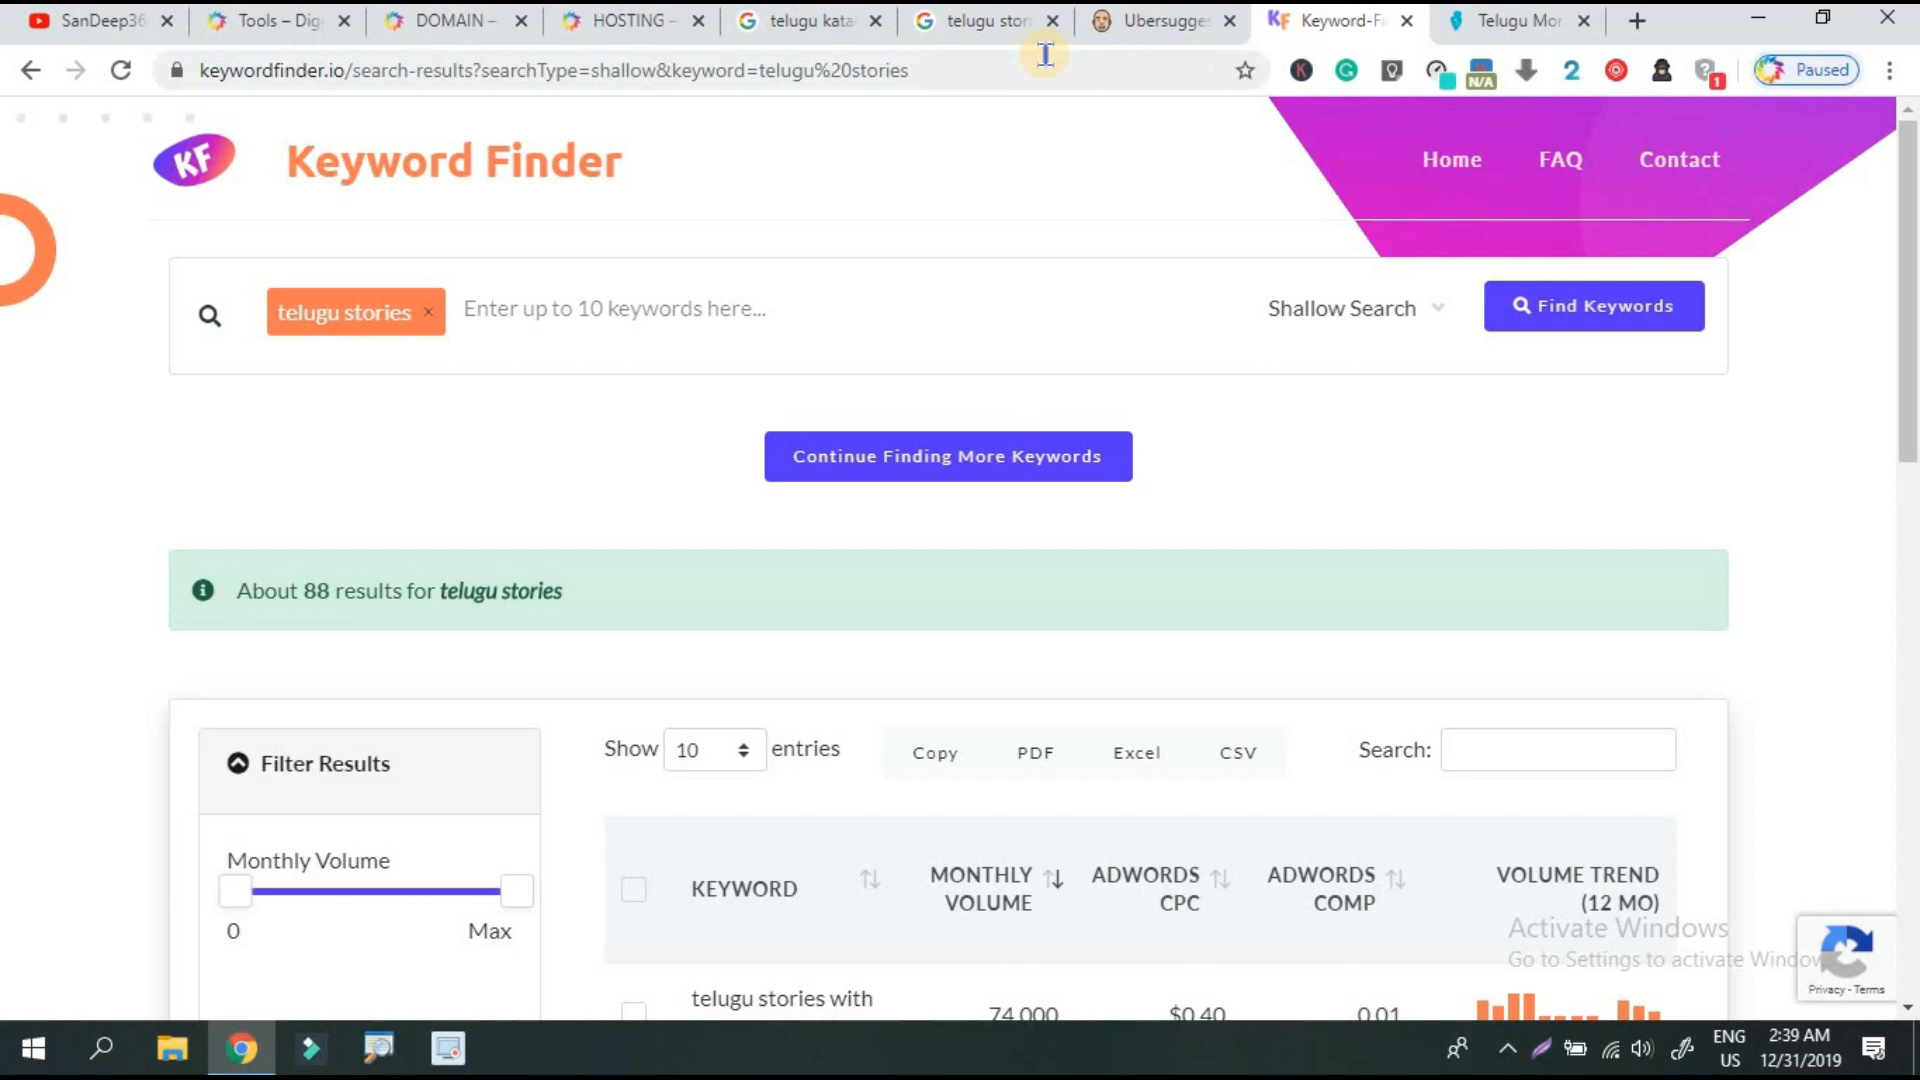 SanDeep36
Tools – Dig
DOMAIN –
HOSTING –
telugu kata
telugu stor
Ubersugges
Keyword-Fi
Telugu Mor
keywordfinder.io/search-results?searchType=shallow&keyword=telugu%20stories
N/A
2
1
Paused
KF
Keyword Finder
Home
FAQ
Contact
telugu stories ×
Enter up to 10 keywords here...
Shallow Search
Find Keywords
Continue Finding More Keywords
About 88 results for telugu stories
Filter Results
Monthly Volume
0
Max
Show 10 entries
Copy
PDF
Excel
CSV
Search:
KEYWORD
MONTHLY VOLUME
ADWORDS CPC
ADWORDS COMP
VOLUME TREND (12 MO)
telugu stories with
74,000
$0.40
0.01
Activate Windows
Go to Settings to activate Windows
Privacy - Terms
ENG
US
2:39 AM
12/31/2019